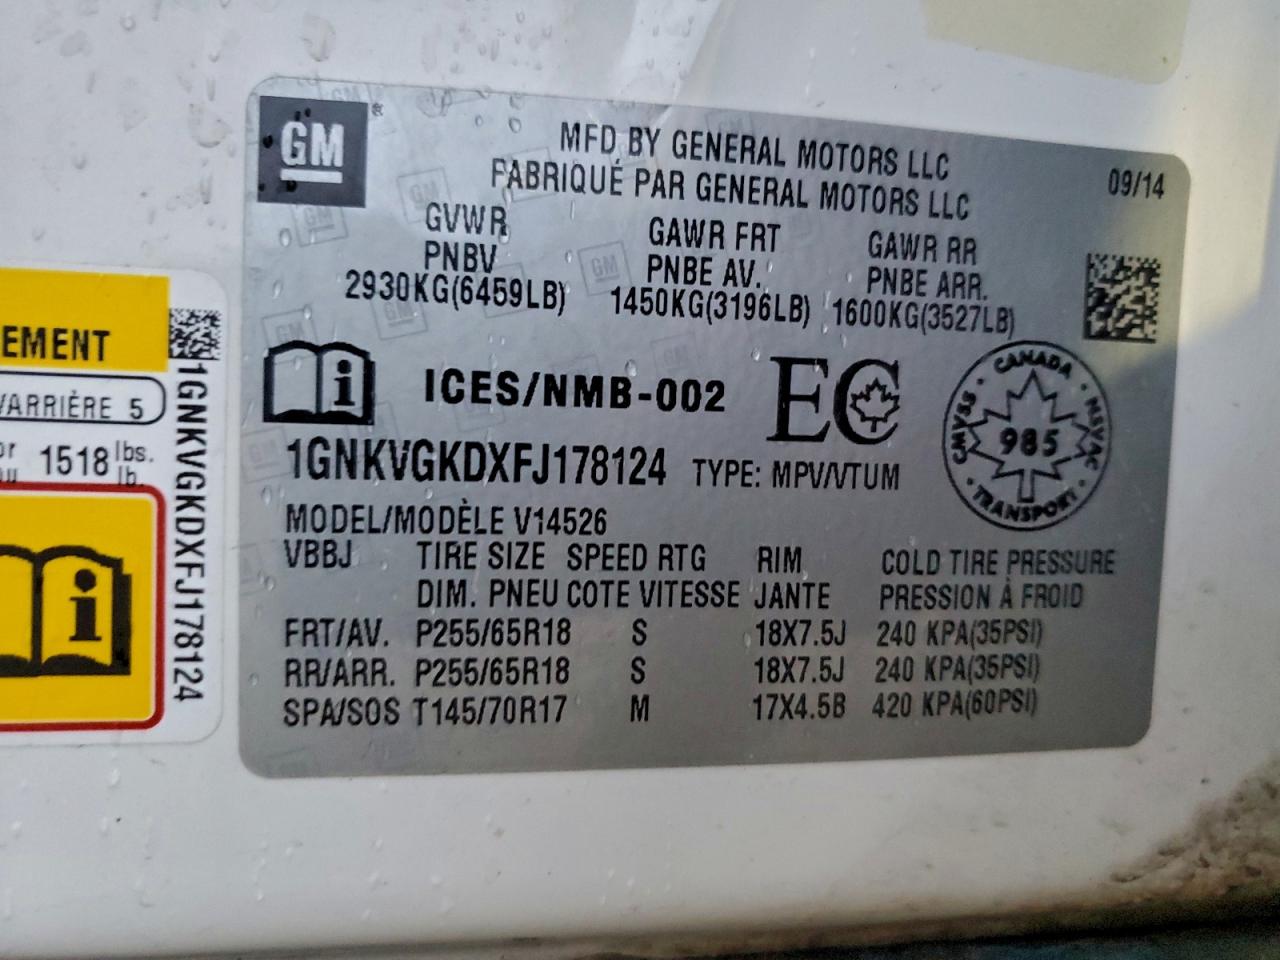 GM
MFD BY GENERAL MOTORS LLC
FABRIQUÉ PAR GENERAL MOTORS LLC
09/14
GVWR GAWR FRT GAWR RR
PNBV PNBE AV. PNBE ARR.
2930KG(6459LB) 1450KG(3196LB) 1600KG(3527LB)
ICES/NMB-002 EC
CANADA
CMVSS · NSVAC
985
TRANSPORT
1GNKVGKDXFJ178124 TYPE: MPV/VTUM
MODEL/MODÈLE V14526
VBBJ TIRE SIZE SPEED RTG RIM COLD TIRE PRESSURE
DIM. PNEU COTE VITESSE JANTE PRESSION À FROID
FRT/AV. P255/65R18 S 18X7.5J 240 KPA(35PSI)
RR/ARR. P255/65R18 S 18X7.5J 240 KPA(35PSI)
SPA/SOS T145/70R17 M 17X4.5B 420 KPA(60PSI)
EMENT
/ARRIÈRE 5
or 1518 lbs.
lb.
1GNKVGKDXFJ178124